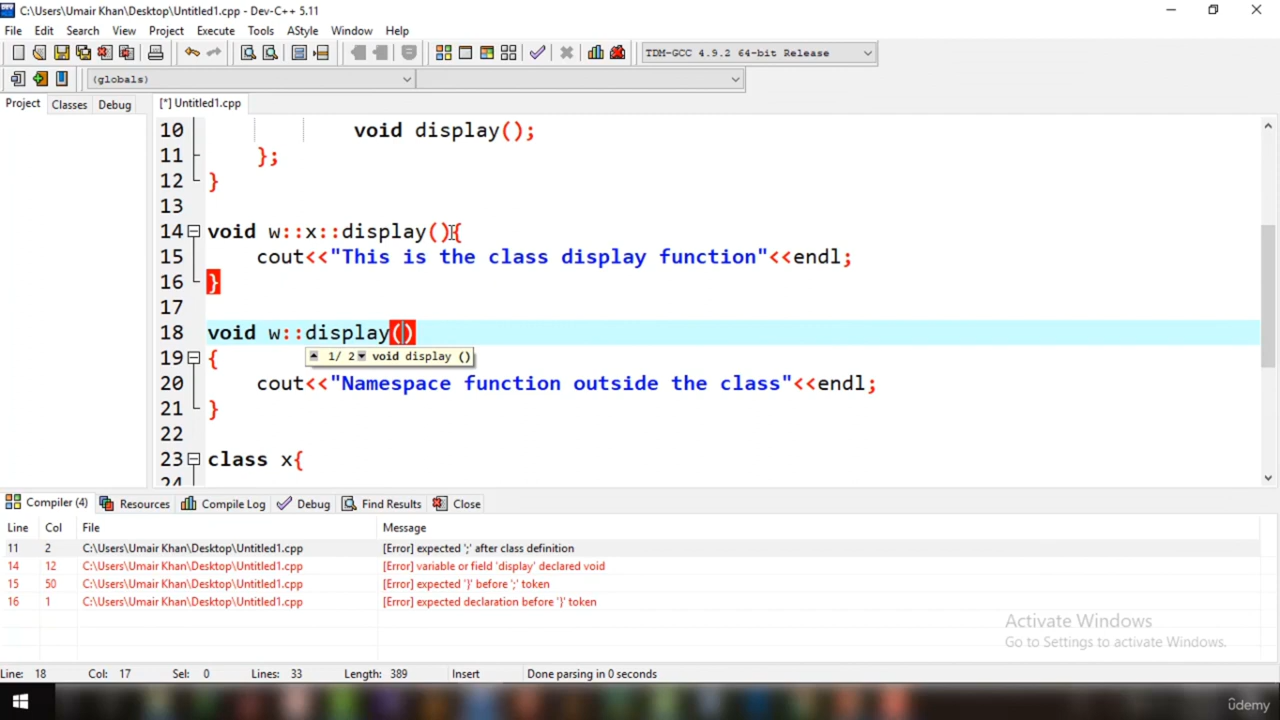 C:\Users\Umair Khan\Desktop\Untitled1.cpp - Dev-C++ 5.11
File Edit Search View Project Execute Tools AStyle Window Help
TDM-GCC 4.9.2 64-bit Release
(globals)
Project Classes Debug [*] Untitled1.cpp
10 void display();
11 };
12 }
13
14 void w::x::display(){
15 cout<<"This is the class display function"<<endl;
16 }
17
18 void w::display()
1/ 2 void display ()
19 {
20 cout<<"Namespace function outside the class"<<endl;
21 }
22
23 class x{
24
Compiler (4) Resources Compile Log Debug Find Results Close
Line Col File Message
11 2 C:\Users\Umair Khan\Desktop\Untitled1.cpp [Error] expected ';' after class definition
14 12 C:\Users\Umair Khan\Desktop\Untitled1.cpp [Error] variable or field 'display' declared void
15 50 C:\Users\Umair Khan\Desktop\Untitled1.cpp [Error] expected '}' before ';' token
16 1 C:\Users\Umair Khan\Desktop\Untitled1.cpp [Error] expected declaration before '}' token
Activate Windows
Go to Settings to activate Windows.
Line: 18 Col: 17 Sel: 0 Lines: 33 Length: 389 Insert Done parsing in 0 seconds
ûdemy